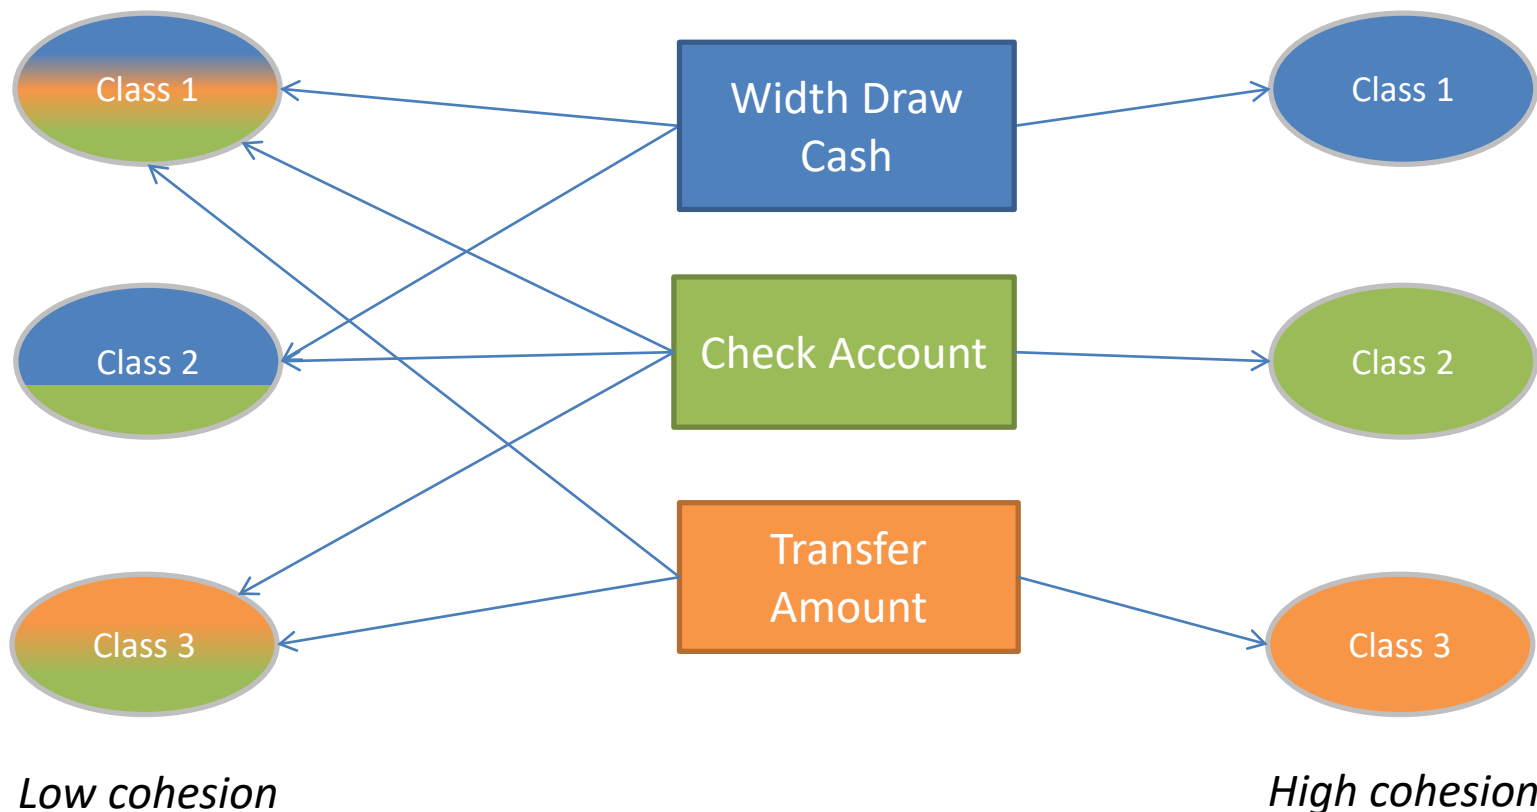 Class 1
Width Draw
Cash
Class 1
Class 2
Check Account
Class 2
Transfer
Amount
Class 3
Class 3
Low cohesion
High cohesion